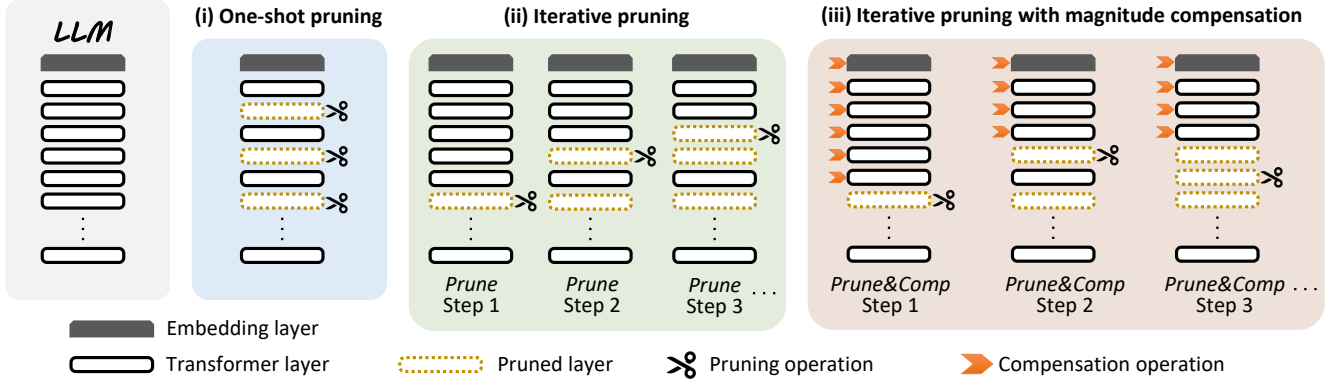 LLM
(i) One-shot pruning
(ii) Iterative pruning
(iii) Iterative pruning with magnitude compensation
Prune
Step 1
Prune
Step 2
Prune
Step 3
. . .
Prune&Comp
Step 1
Prune&Comp
Step 2
Prune&Comp
Step 3
. . .
Embedding layer
Transformer layer
Pruned layer
Pruning operation
Compensation operation